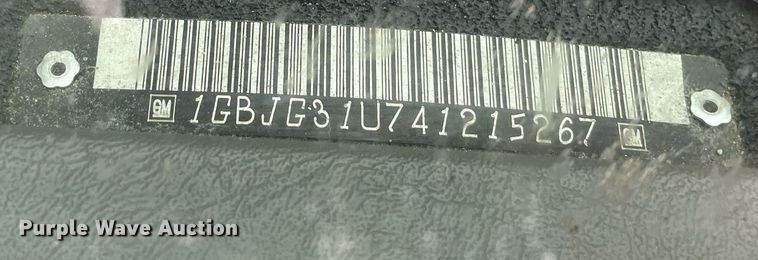 GM 1GBJG31U741215267 GM
Purple Wave Auction